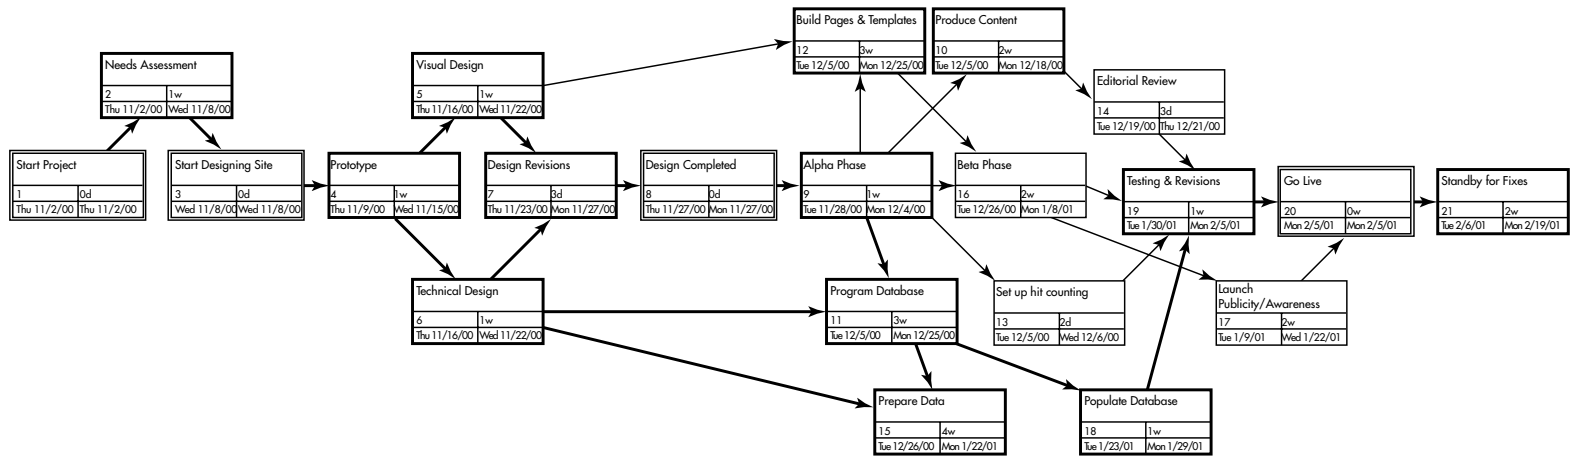 Build Pages & Templates
12 3w
Tue 12/5/00 Mon 12/25/00
Produce Content
10 2w
Tue 12/5/00 Mon 12/18/00
Needs Assessment
2 1w
Thu 11/2/00 Wed 11/8/00
Visual Design
5 1w
Thu 11/16/00 Wed 11/22/00
Editorial Review
14 3d
Tue 12/19/00 Thu 12/21/00
Start Project
1 0d
Thu 11/2/00 Thu 11/2/00
Start Designing Site
3 0d
Wed 11/8/00 Wed 11/8/00
Prototype
4 1w
Thu 11/9/00 Wed 11/15/00
Design Revisions
7 3d
Thu 11/23/00 Mon 11/27/00
Design Completed
8 0d
Thu 11/27/00 Mon 11/27/00
Alpha Phase
9 1w
Tue 11/28/00 Mon 12/4/00
Beta Phase
16 2w
Tue 12/26/00 Mon 1/8/01
Testing & Revisions
19 1w
Tue 1/30/01 Mon 2/5/01
Go Live
20 0w
Mon 2/5/01 Mon 2/5/01
Standby for Fixes
21 2w
Tue 2/6/01 Mon 2/19/01
Technical Design
6 1w
Thu 11/16/00 Wed 11/22/00
Program Database
11 3w
Tue 12/5/00 Mon 12/25/00
Set up hit counting
13 2d
Tue 12/5/00 Wed 12/6/00
Launch
Publicity/Awareness
17 2w
Tue 1/9/01 Wed 1/22/01
Prepare Data
15 4w
Tue 12/26/00 Mon 1/22/01
Populate Database
18 1w
Tue 1/23/01 Mon 1/29/01